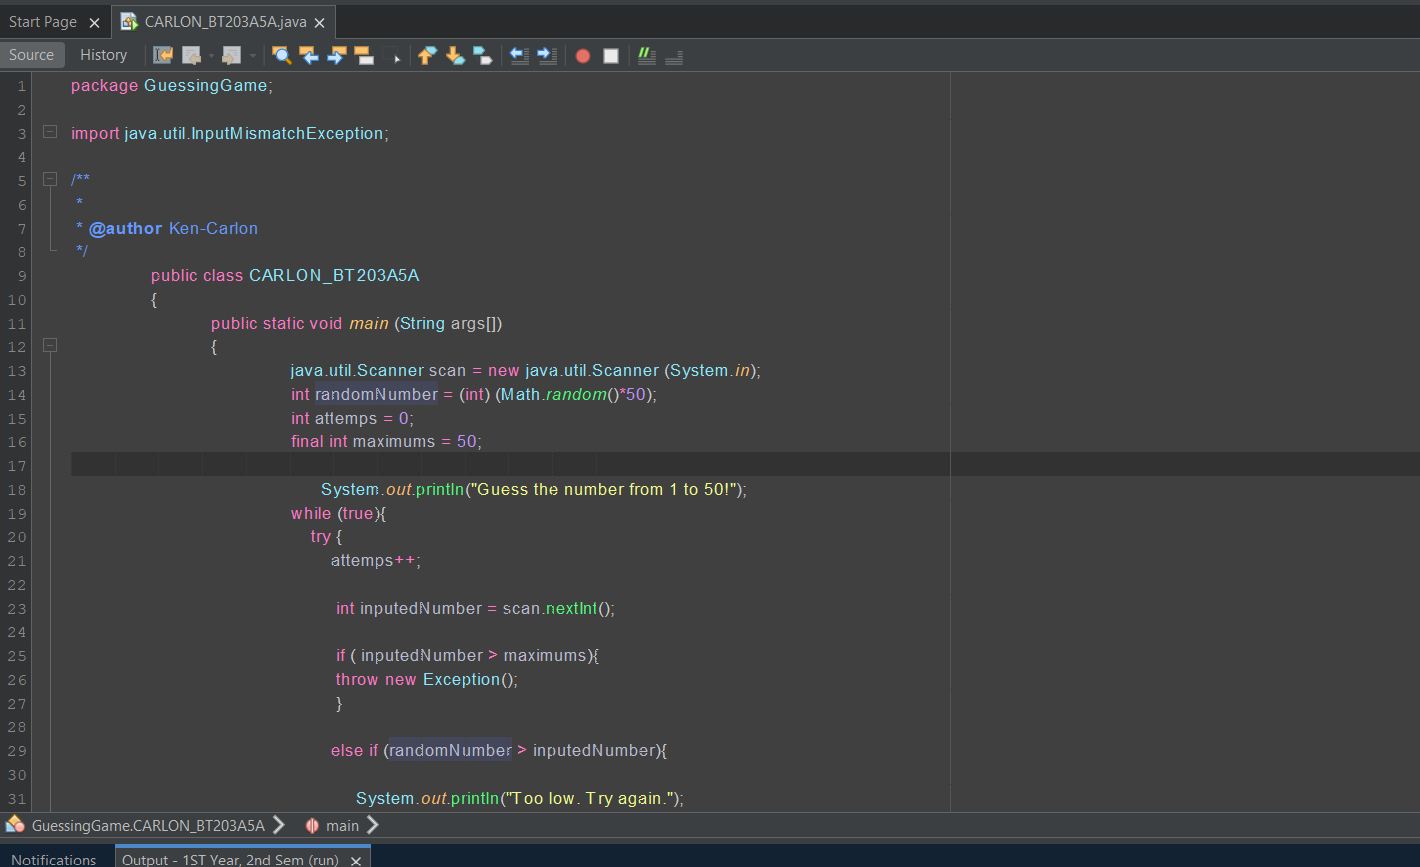 Start Page
CARLON_BT203A5A.java
Source History
1 package GuessingGame;
2
3 import java.util.InputMismatchException;
4
5 /**
6 *
7 * @author Ken-Carlon
8 */
9 public class CARLON_BT203A5A
10 {
11 public static void main (String args[])
12 {
13 java.util.Scanner scan = new java.util.Scanner (System.in);
14 int randomNumber = (int) (Math.random()*50);
15 int attemps = 0;
16 final int maximums = 50;
17
18 System.out.println("Guess the number from 1 to 50!");
19 while (true){
20 try {
21 attemps++;
22
23 int inputedNumber = scan.nextInt();
24
25 if ( inputedNumber > maximums){
26 throw new Exception();
27 }
28
29 else if (randomNumber > inputedNumber){
30
31 System.out.println("Too low. Try again.");
GuessingGame.CARLON_BT203A5A main
Notifications Output - 1ST Year, 2nd Sem (run)